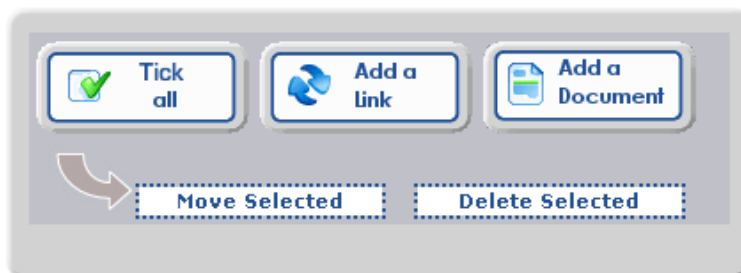 Tick
all
Add a
Link
Add a
Document
Move Selected
Delete Selected